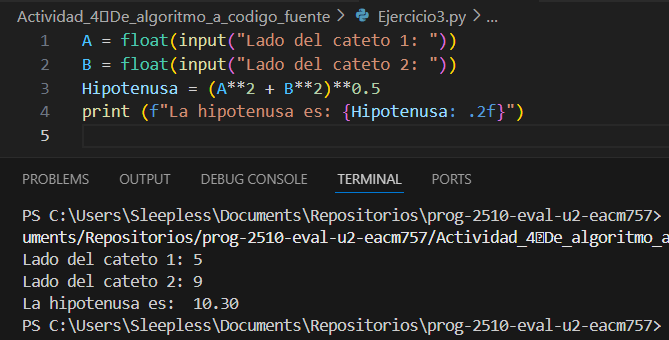 Actividad_4▯De_algoritmo_a_codigo_fuente > Ejercicio3.py > ...
1 A = float(input("Lado del cateto 1: "))
2 B = float(input("Lado del cateto 2: "))
3 Hipotenusa = (A**2 + B**2)**0.5
4 print (f"La hipotenusa es: {Hipotenusa: .2f}")
5
PROBLEMS OUTPUT DEBUG CONSOLE TERMINAL PORTS
PS C:\Users\Sleepless\Documents\Repositorios\prog-2510-eval-u2-eacm757>
uments/Repositorios/prog-2510-eval-u2-eacm757/Actividad_4▯De_algoritmo_a
Lado del cateto 1: 5
Lado del cateto 2: 9
La hipotenusa es:  10.30
PS C:\Users\Sleepless\Documents\Repositorios\prog-2510-eval-u2-eacm757>